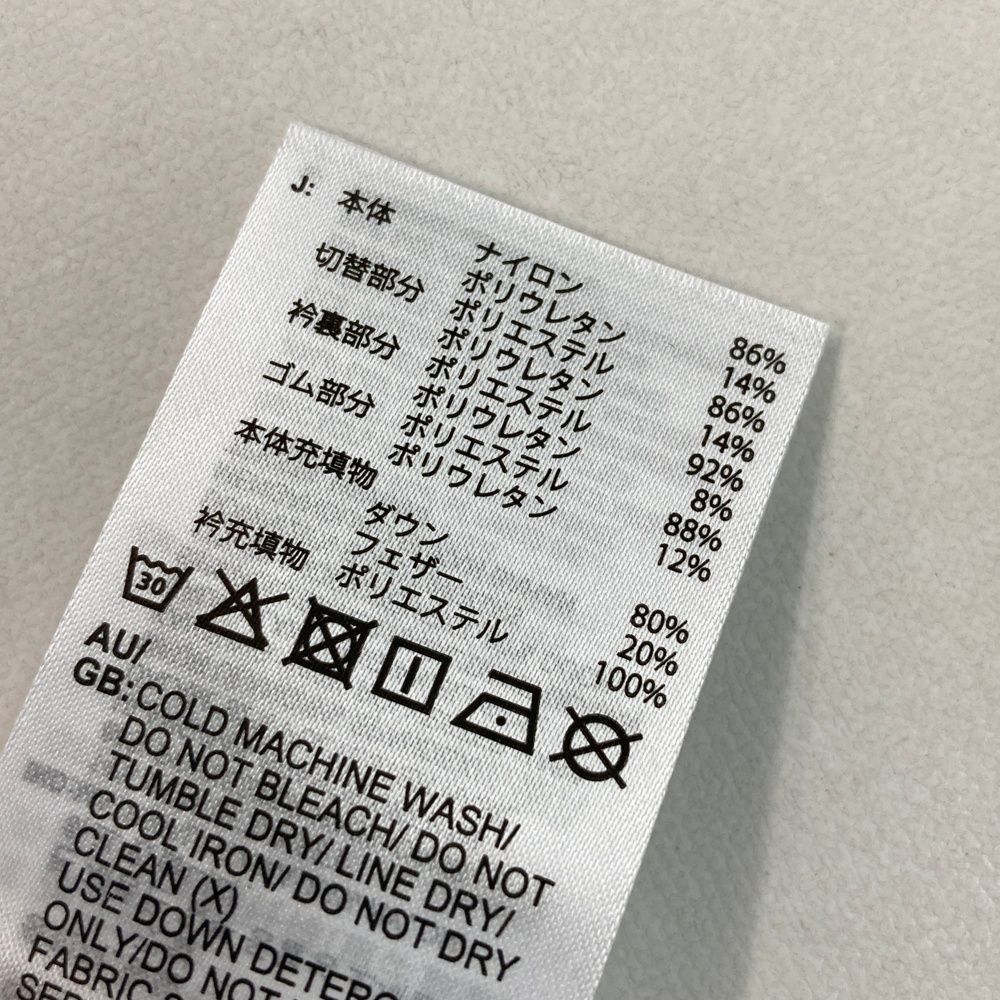 J: 本体 ナイロン 86%
ポリウレタン 14%
切替部分 ポリエステル 86%
ポリウレタン 14%
衿裏部分 ポリエステル 92%
ポリウレタン 8%
ゴム部分 ポリエステル 88%
ポリウレタン 12%
本体充填物 ダウン 80%
フェザー 20%
衿充填物 ポリエステル 100%
30
AU/
GB: COLD MACHINE WASH/
DO NOT BLEACH/ DO NOT
TUMBLE DRY/ LINE DRY/
COOL IRON/ DO NOT DRY
CLEAN (X)
USE DOWN
ONLY/DO NOT
FABRIC